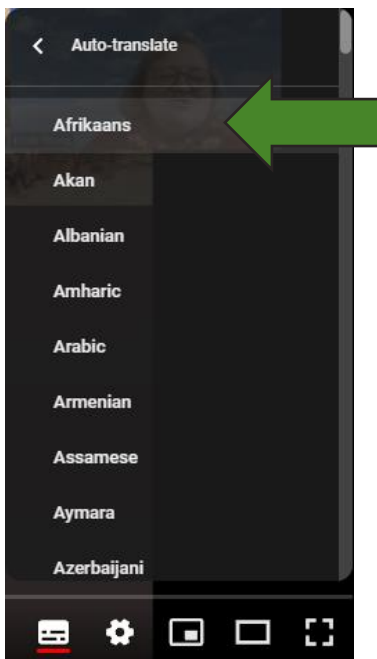 Auto-translate
Afrikaans
Akan
Albanian
Amharic
Arabic
Armenian
Assamese
Aymara
Azerbaijani